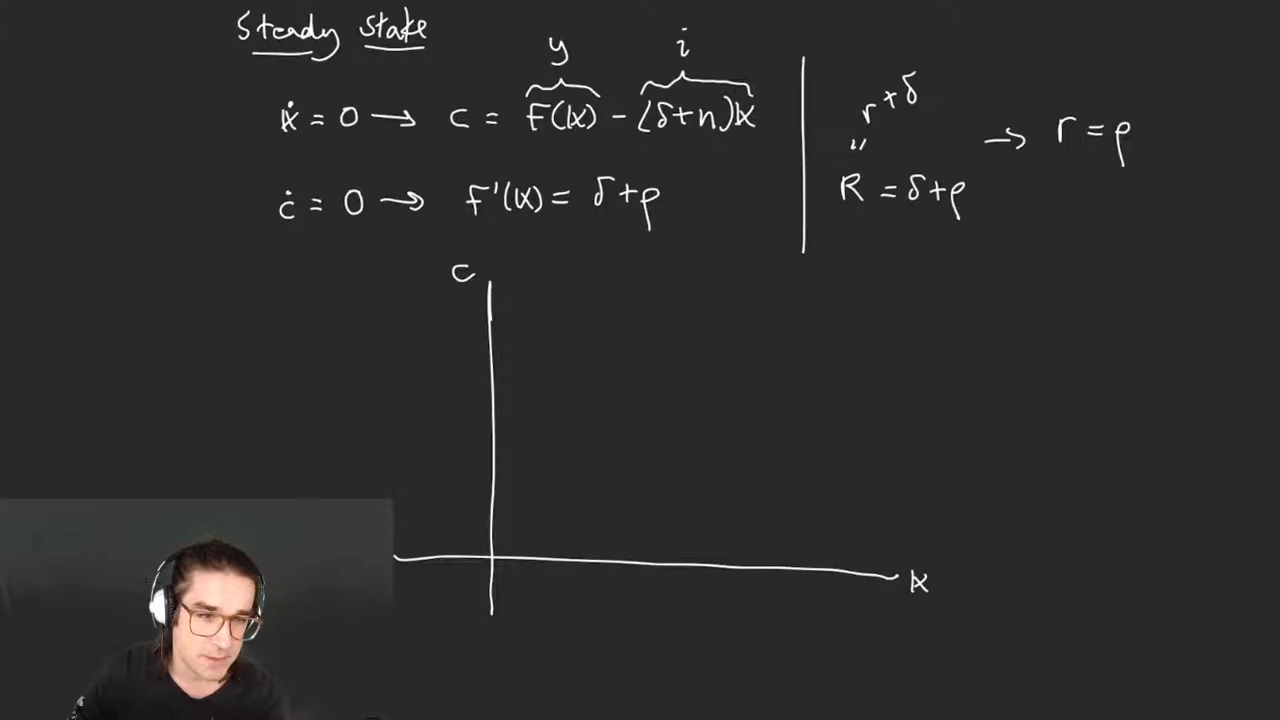 Steady state
y i
k̇ = 0 → c = F(k) - (δ+n)k
ċ = 0 → F'(k) = δ+ρ
r+δ
"
R = δ+ρ → r = ρ
c
k